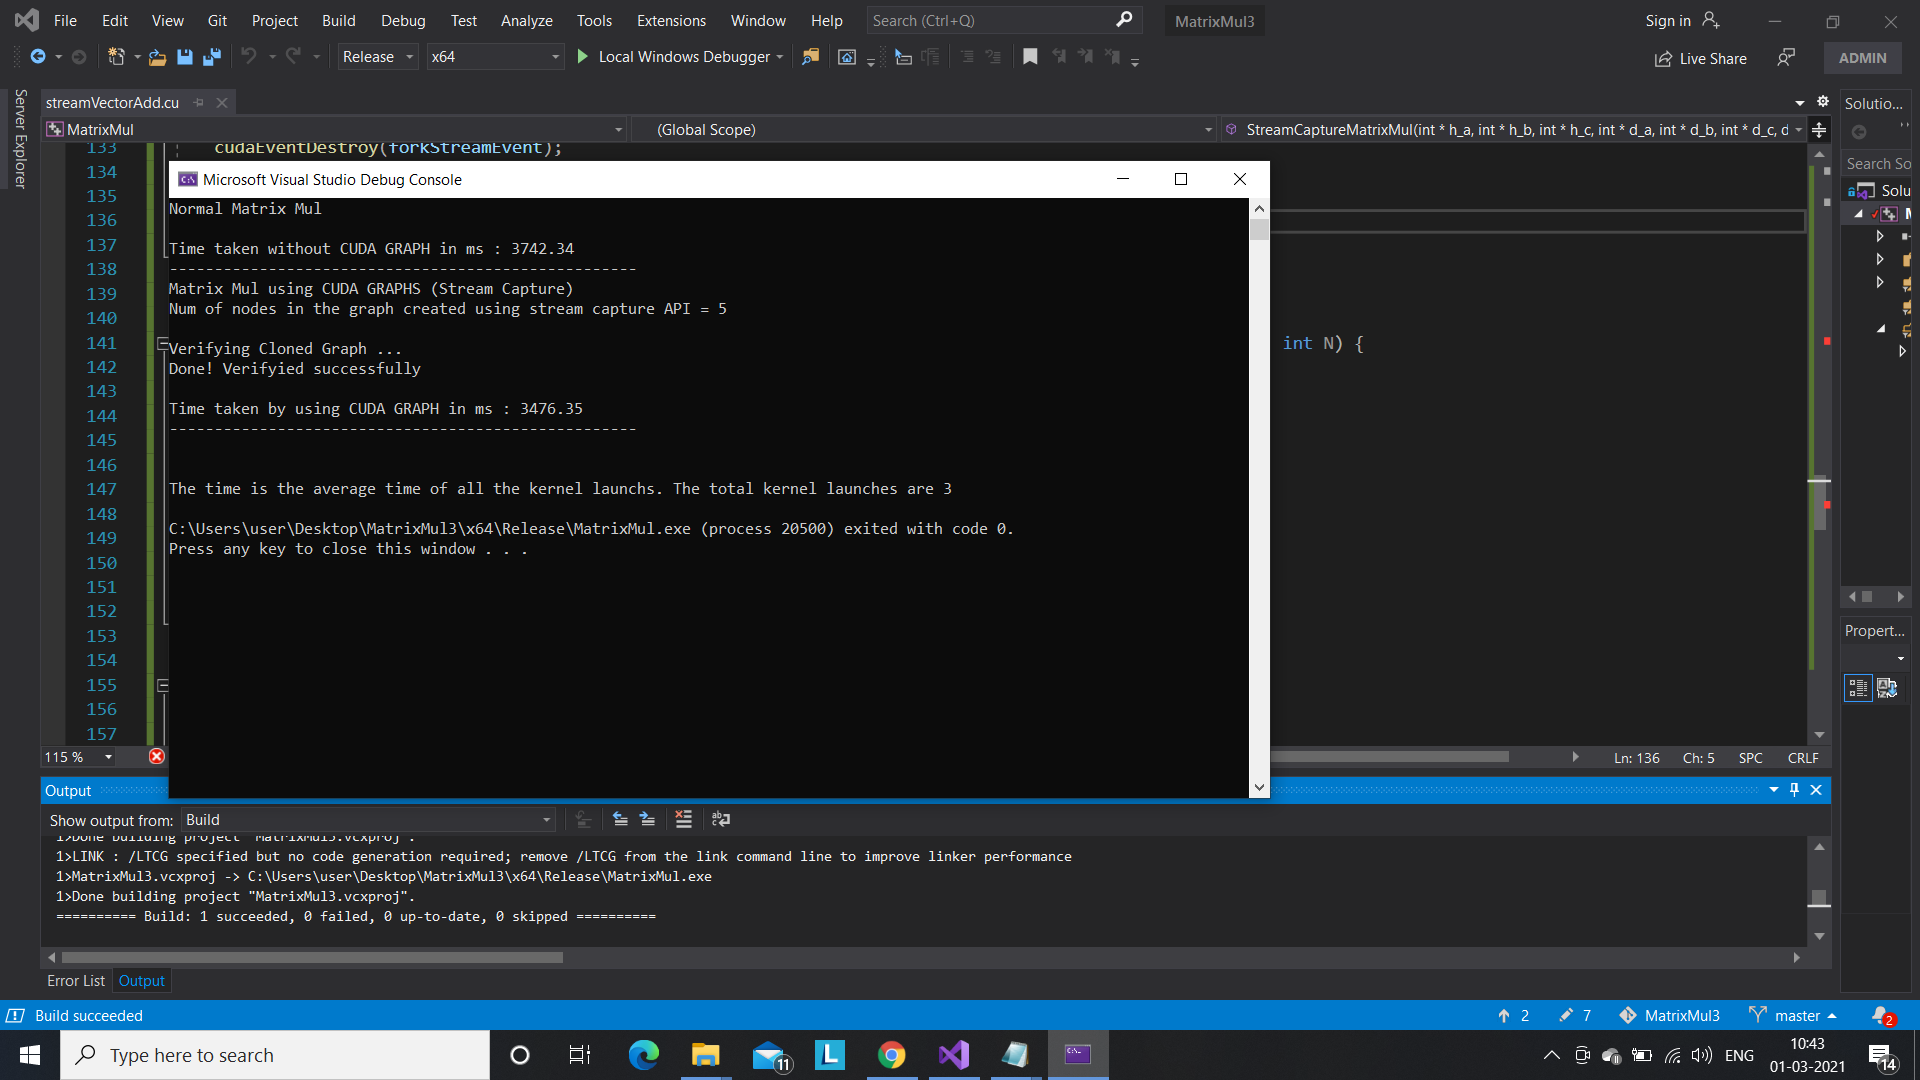 File Edit View Git Project Build Debug Test Analyze Tools Extensions Window Help Search (Ctrl+Q) MatrixMul3 Sign in
Release x64 Local Windows Debugger Live Share ADMIN
Server Explorer
streamVectorAdd.cu Solutio...
MatrixMul (Global Scope) StreamCaptureMatrixMul(int * h_a, int * h_b, int * h_c, int * d_a, int * d_b, int * d_c, d
Search So
Solu
133 cudaEventDestroy(forkStreamEvent);
134
135
136
137
138
139
140
141 int N) {
142
143
144
145
146
147
148
149
150
151
152
153
154
155
156
157
Microsoft Visual Studio Debug Console
Normal Matrix Mul
Time taken without CUDA GRAPH in ms : 3742.34
----------------------------------------------------
Matrix Mul using CUDA GRAPHS (Stream Capture)
Num of nodes in the graph created using stream capture API = 5
Verifying Cloned Graph ...
Done! Verifyied successfully
Time taken by using CUDA GRAPH in ms : 3476.35
----------------------------------------------------
The time is the average time of all the kernel launchs. The total kernel launches are 3
C:\Users\user\Desktop\MatrixMul3\x64\Release\MatrixMul.exe (process 20500) exited with code 0.
Press any key to close this window . . .
Propert...
115 % Ln: 136 Ch: 5 SPC CRLF
Output
Show output from: Build
1>Done building project "MatrixMul3.vcxproj".
1>LINK : /LTCG specified but no code generation required; remove /LTCG from the link command line to improve linker performance
1>MatrixMul3.vcxproj -> C:\Users\user\Desktop\MatrixMul3\x64\Release\MatrixMul.exe
1>Done building project "MatrixMul3.vcxproj".
========== Build: 1 succeeded, 0 failed, 0 up-to-date, 0 skipped ==========
Error List Output
Build succeeded 2 7 MatrixMul3 master 2
Type here to search 11 L ENG 10:43
01-03-2021 14